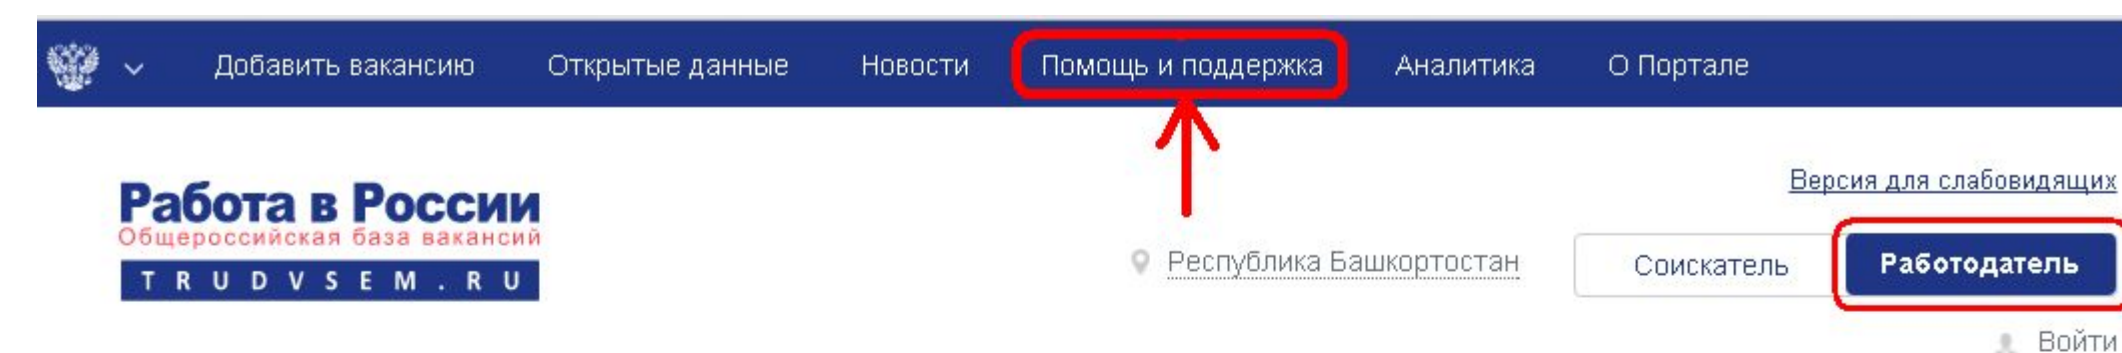 Добавить вакансию Открытые данные Новости Помощь и поддержка Аналитика О Портале
Версия для слабовидящих
Работа в России
Общероссийская база вакансий
TRUDVSEM.RU
Республика Башкортостан Соискатель Работодатель
Войти